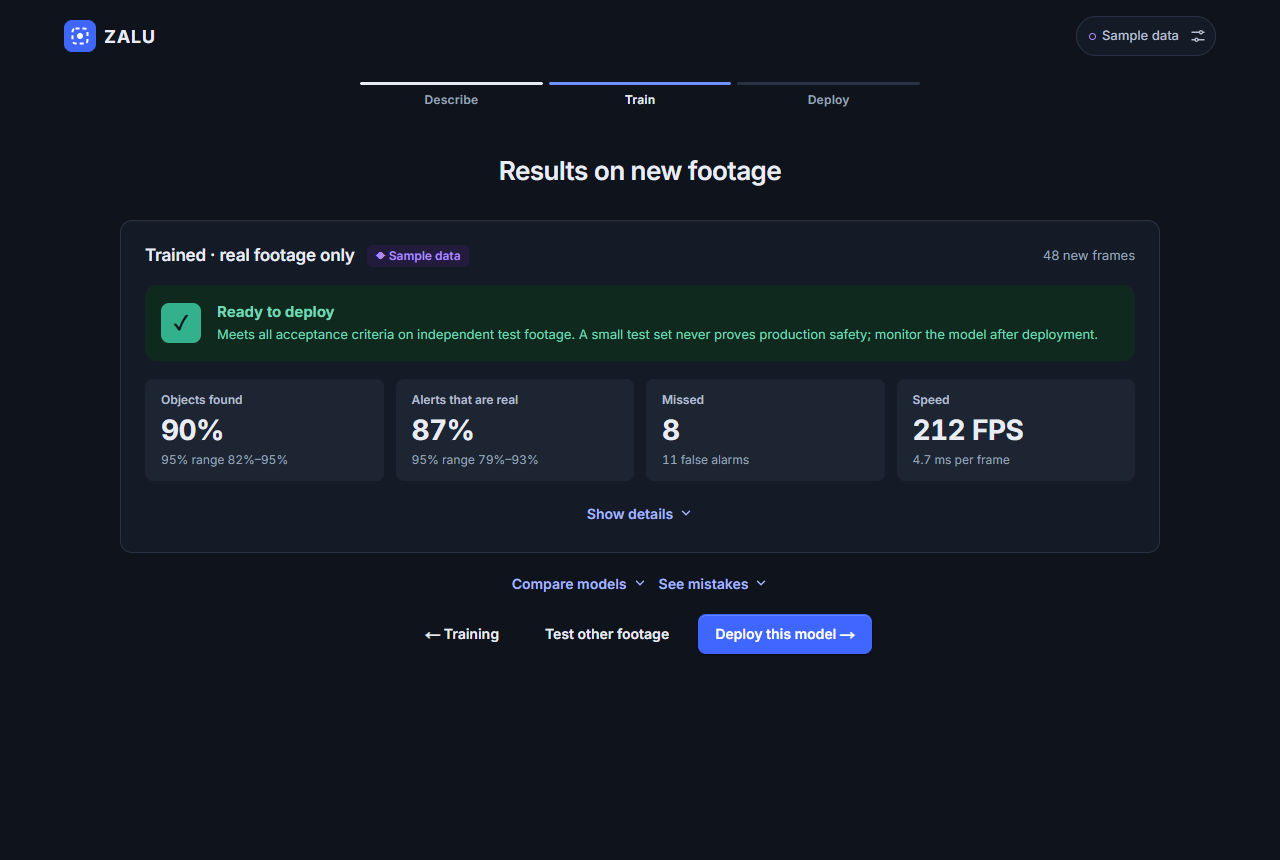 ZALU
Sample data
Describe
Train
Deploy
Results on new footage
Trained · real footage only
Sample data
48 new frames
Ready to deploy
Meets all acceptance criteria on independent test footage. A small test set never proves production safety; monitor the model after deployment.
Objects found
90%
95% range 82%–95%
Alerts that are real
87%
95% range 79%–93%
Missed
8
11 false alarms
Speed
212 FPS
4.7 ms per frame
Show details
Compare models
See mistakes
← Training
Test other footage
Deploy this model →